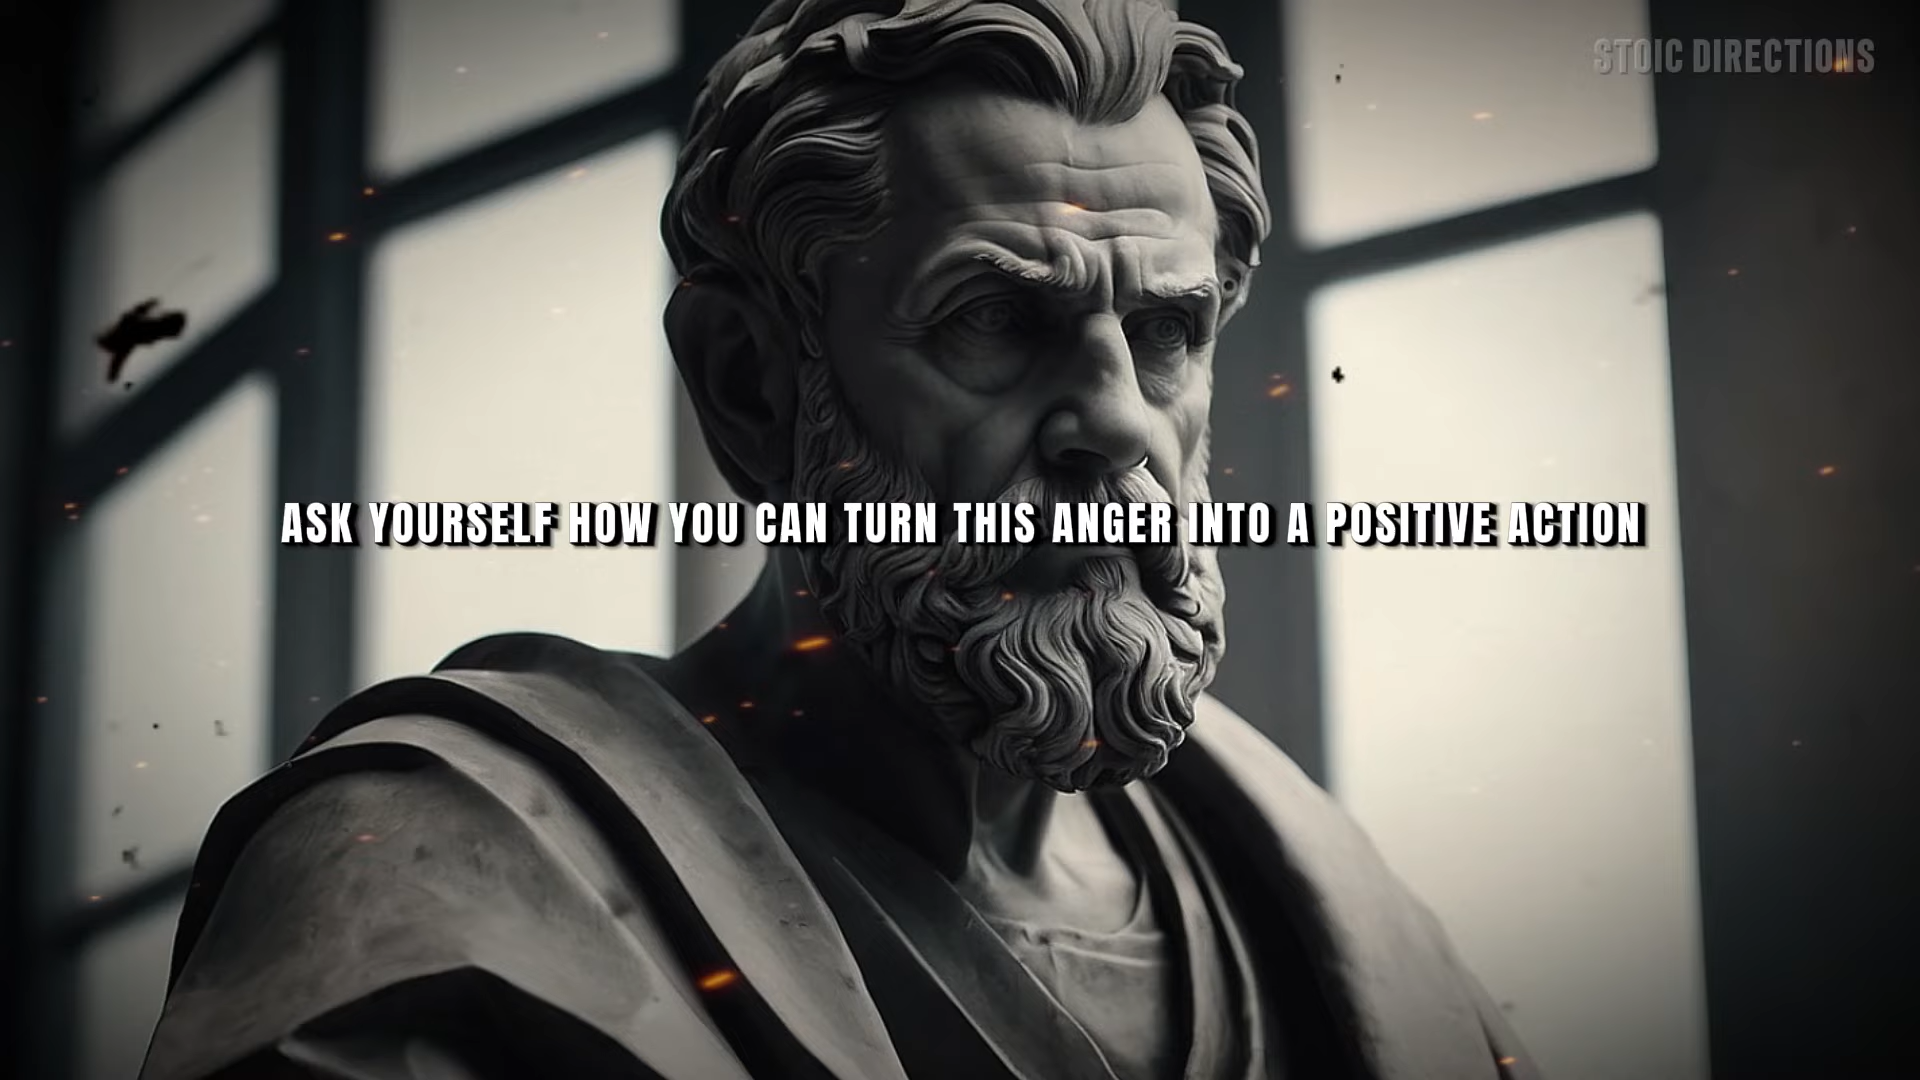 STOIC DIRECTIONS
ASK YOURSELF HOW YOU CAN TURN THIS ANGER INTO A POSITIVE ACTION